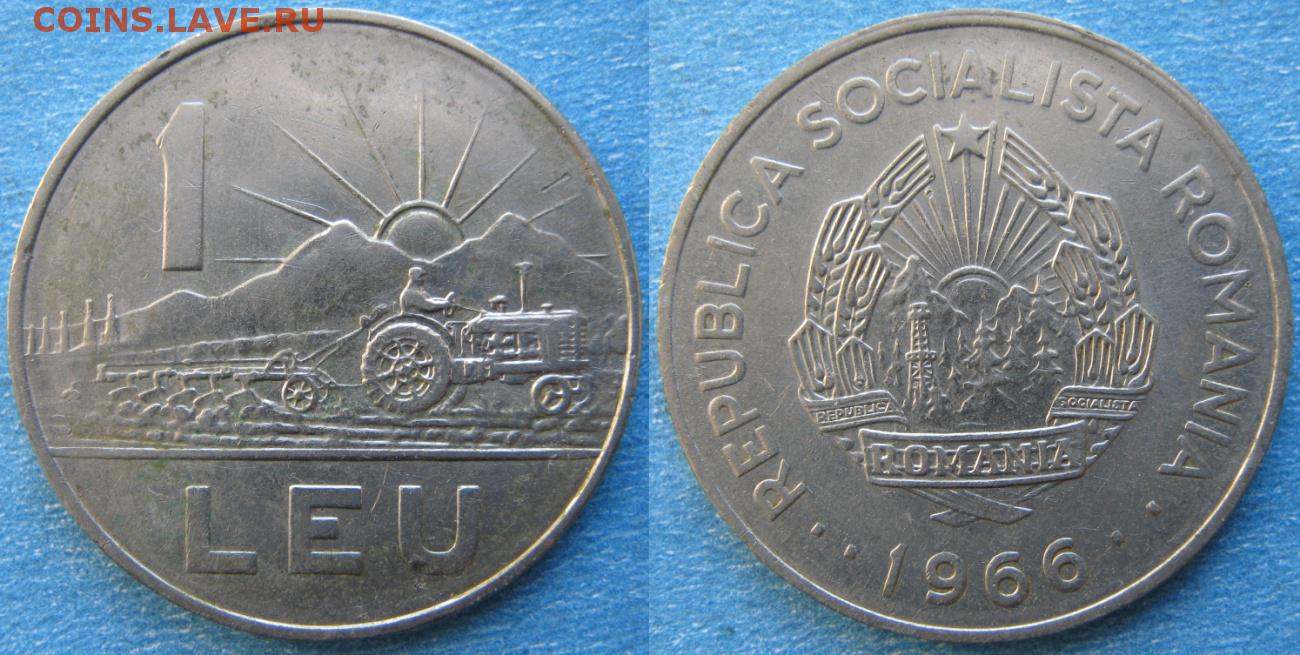 COINS.LAVE.RU
1
LEU
REPUBLICA SOCIALISTA ROMANIA
REPUBLICA
SOCIALISTA
ROMANIA
1966